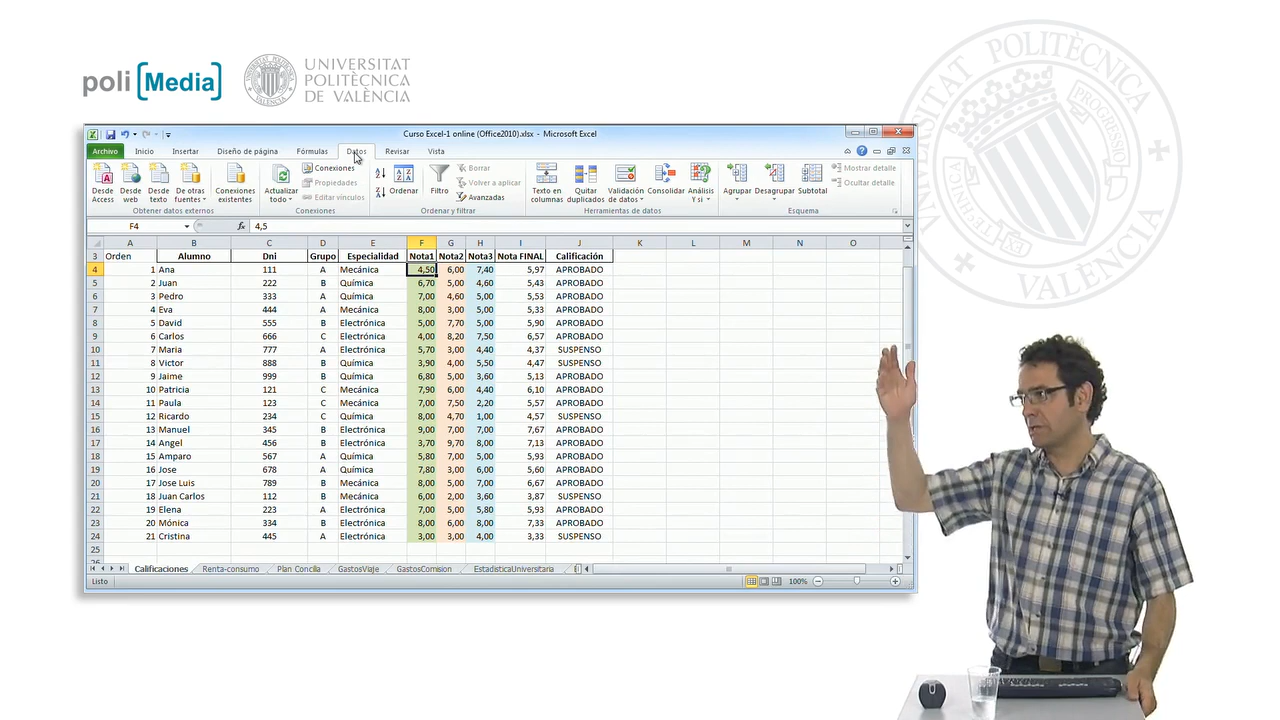 poli [Media]
UNIVERSITAT
POLITÈCNICA
DE VALÈNCIA
UNIVERSITAT POLITÈCNICA
DE VALÈNCIA
PROGRESSIO
Curso Excel-1 online (Office2010).xlsx - Microsoft Excel
Archivo Inicio Insertar Diseño de página Fórmulas Datos Revisar Vista
Desde Access Desde web Desde texto De otras fuentes Conexiones existentes Actualizar todo Conexiones Propiedades Editar vínculos Ordenar Filtro Borrar Volver a aplicar Avanzadas Texto en columnas Quitar duplicados Validación de datos Consolidar Análisis Y si Agrupar Desagrupar Subtotal Mostrar detalle Ocultar detalle
Obtener datos externos Conexiones Ordenar y filtrar Herramientas de datos Esquema
F4 fx 4,5
A B C D E F G H I J K L M N O
3 Orden Alumno Dni Grupo Especialidad Nota1 Nota2 Nota3 Nota FINAL Calificación
4 1 Ana 111 A Mecánica 4,50 6,00 7,40 5,97 APROBADO
5 2 Juan 222 B Química 6,70 5,00 4,60 5,43 APROBADO
6 3 Pedro 333 A Química 7,00 4,60 5,00 5,53 APROBADO
7 4 Eva 444 A Mecánica 8,00 3,00 5,00 5,33 APROBADO
8 5 David 555 B Electrónica 5,00 7,70 5,00 5,90 APROBADO
9 6 Carlos 666 C Electrónica 4,00 8,20 7,50 6,57 APROBADO
10 7 Maria 777 A Electrónica 5,70 3,00 4,40 4,37 SUSPENSO
11 8 Victor 888 B Química 3,90 4,00 5,50 4,47 SUSPENSO
12 9 Jaime 999 B Química 6,80 5,00 3,60 5,13 APROBADO
13 10 Patricia 121 C Mecánica 7,90 6,00 4,40 6,10 APROBADO
14 11 Paula 123 C Mecánica 7,00 7,50 2,20 5,57 APROBADO
15 12 Ricardo 234 C Química 8,00 4,70 1,00 4,57 SUSPENSO
16 13 Manuel 345 B Mecánica 9,00 7,00 7,00 7,67 APROBADO
17 14 Angel 456 B Electrónica 3,70 9,70 8,00 7,13 APROBADO
18 15 Amparo 567 A Química 5,80 7,00 5,00 5,93 APROBADO
19 16 Jose 678 A Química 7,80 3,00 6,00 5,60 APROBADO
20 17 Jose Luis 789 B Mecánica 8,00 5,00 7,00 6,67 APROBADO
21 18 Juan Carlos 112 B Mecánica 6,00 2,00 3,60 3,87 SUSPENSO
22 19 Elena 223 A Electrónica 7,00 5,00 5,80 5,93 APROBADO
23 20 Mónica 334 B Electrónica 8,00 6,00 8,00 7,33 APROBADO
24 21 Cristina 445 A Electrónica 3,00 3,00 4,00 3,33 SUSPENSO
25
26
Calificaciones Renta-consumo Plan Concilia GastosViaje GastosComision EstadisticaUniversitaria
Listo 100%